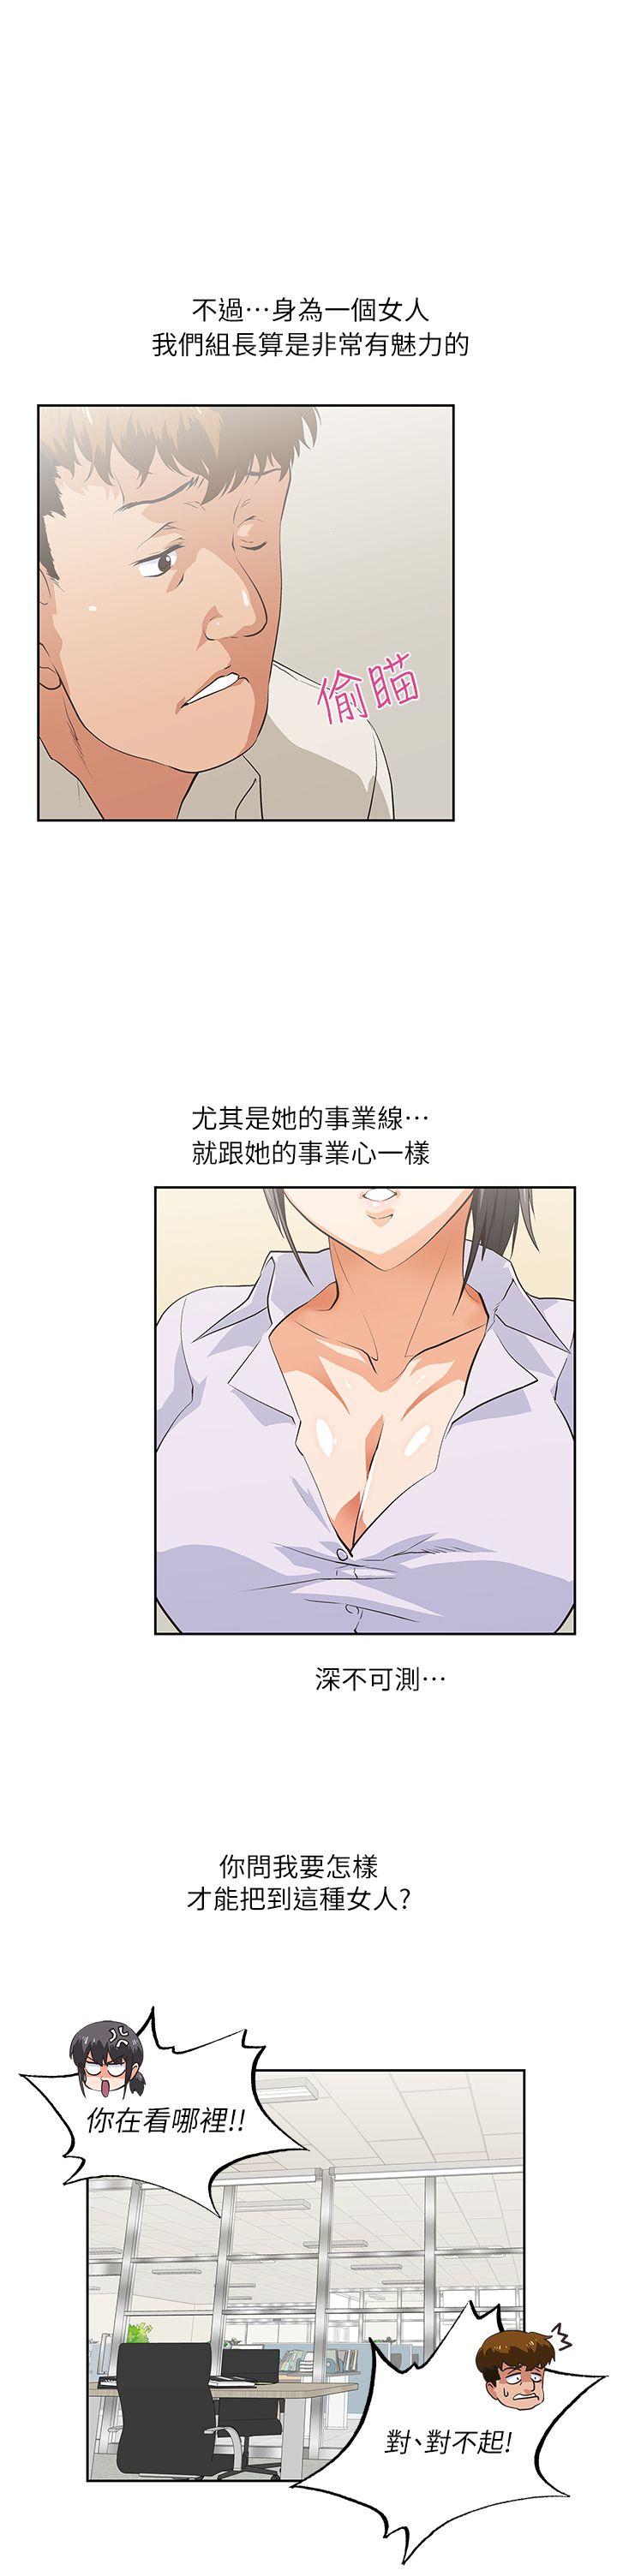 不過…身為一個女人
我們組長算是非常有魅力的
偷瞄
尤其是她的事業線…
就跟她的事業心一樣
深不可測…
你問我要怎樣
才能把到這種女人?
你在看哪裡!!
對、對不起!